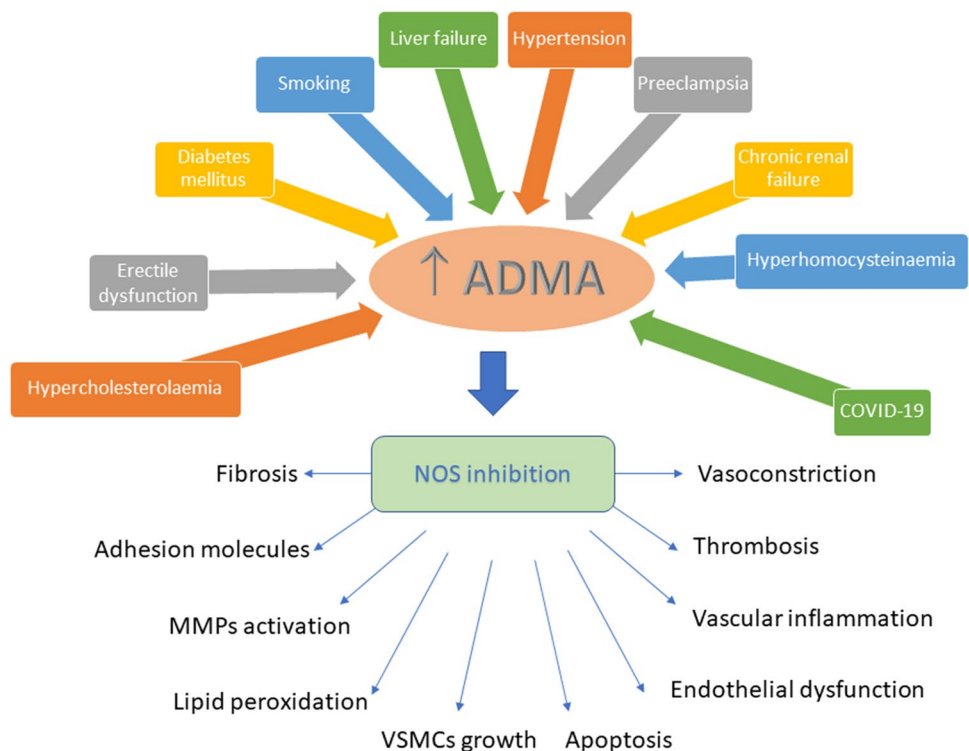 Liver failure
Hypertension
Smoking
Preeclampsia
Diabetes
mellitus
Chronic renal
failure
Erectile
dysfunction
↑ ADMA
Hyperhomocysteinaemia
Hypercholesterolaemia
COVID-19
NOS inhibition
Fibrosis
Vasoconstriction
Adhesion molecules
Thrombosis
MMPs activation
Vascular inflammation
Lipid peroxidation
Endothelial dysfunction
VSMCs growth
Apoptosis